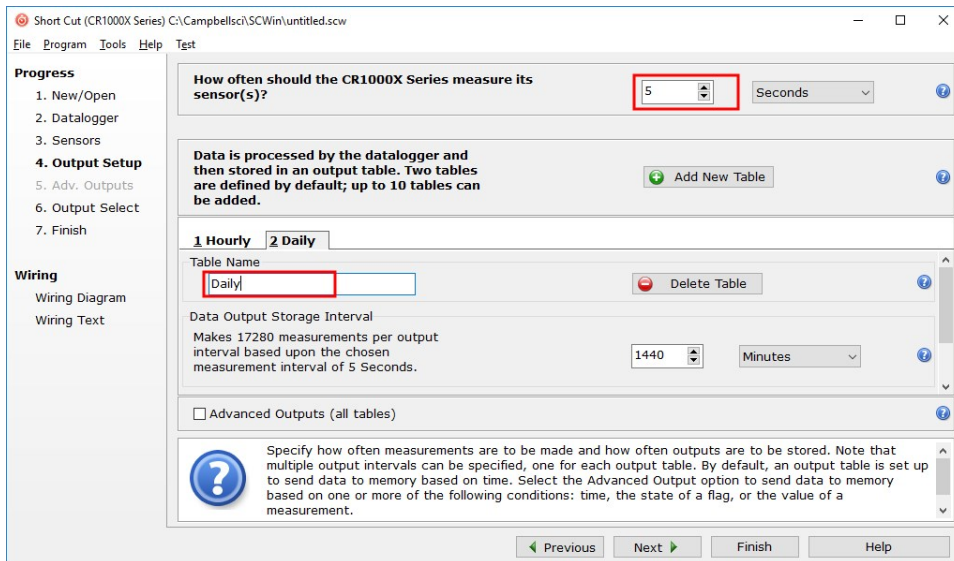 Short Cut (CR1000X Series) C:\Campbellsci\SCWin\untitled.scw
File Program Tools Help Test
Progress
1. New/Open
2. Datalogger
3. Sensors
4. Output Setup
5. Adv. Outputs
6. Output Select
7. Finish
Wiring
Wiring Diagram
Wiring Text
How often should the CR1000X Series measure its
sensor(s)?
5
Seconds
Data is processed by the datalogger and
then stored in an output table. Two tables
are defined by default; up to 10 tables can
be added.
Add New Table
1 Hourly 2 Daily
Table Name
Daily
Delete Table
Data Output Storage Interval
Makes 17280 measurements per output
interval based upon the chosen
measurement interval of 5 Seconds.
1440
Minutes
Advanced Outputs (all tables)
Specify how often measurements are to be made and how often outputs are to be stored. Note that
multiple output intervals can be specified, one for each output table. By default, an output table is set up
to send data to memory based on time. Select the Advanced Output option to send data to memory
based on one or more of the following conditions: time, the state of a flag, or the value of a
measurement.
Previous Next Finish Help